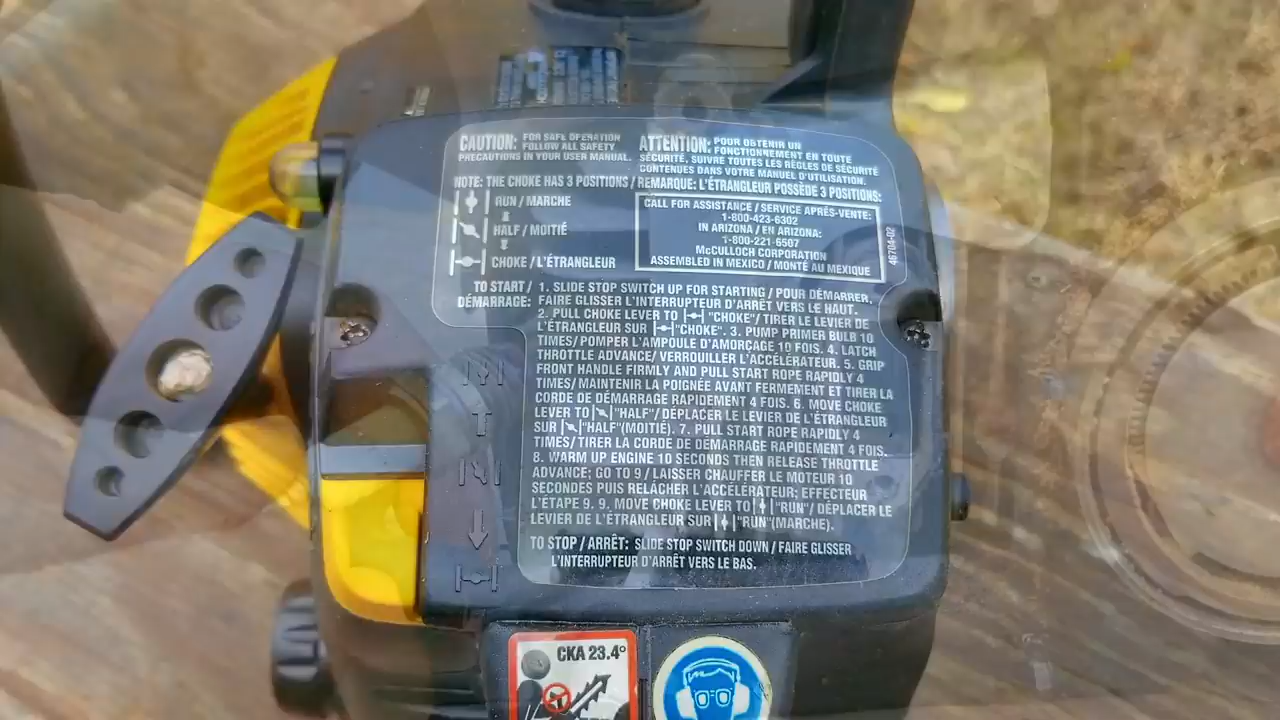 CAUTION: FOR SAFE OPERATION
FOLLOW ALL SAFETY
PRECAUTIONS IN YOUR USER MANUAL.
ATTENTION: POUR OBTENIR UN
FONCTIONNEMENT EN TOUTE
SÉCURITÉ, SUIVRE TOUTES LES RÈGLES DE SÉCURITÉ
CONTENUES DANS VOTRE MANUEL D'UTILISATION.
NOTE: THE CHOKE HAS 3 POSITIONS / REMARQUE: L'ÉTRANGLEUR POSSÈDE 3 POSITIONS:
RUN / MARCHE
HALF / MOITIÉ
CHOKE / L'ÉTRANGLEUR
CALL FOR ASSISTANCE / SERVICE APRÉS-VENTE:
1-800-423-6302
IN ARIZONA / EN ARIZONA:
1-800-221-6507
McCULLOCH CORPORATION
ASSEMBLED IN MEXICO / MONTÉ AU MEXIQUE
46704-02
TO START / 1. SLIDE STOP SWITCH UP FOR STARTING / POUR DÉMARRER,
DÉMARRAGE: FAIRE GLISSER L'INTERRUPTEUR D'ARRÊT VERS LE HAUT.
2. PULL CHOKE LEVER TO "CHOKE"/ TIRER LE LEVIER DE
L'ÉTRANGLEUR SUR "CHOKE". 3. PUMP PRIMER BULB 10
TIMES/ POMPER L'AMPOULE D'AMORÇAGE 10 FOIS. 4. LATCH
THROTTLE ADVANCE/ VERROUILLER L'ACCÉLÉRATEUR. 5. GRIP
FRONT HANDLE FIRMLY AND PULL START ROPE RAPIDLY 4
TIMES/ MAINTENIR LA POIGNÉE AVANT FERMEMENT ET TIRER LA
CORDE DE DÉMARRAGE RAPIDEMENT 4 FOIS. 6. MOVE CHOKE
LEVER TO "HALF"/ DÉPLACER LE LEVIER DE L'ÉTRANGLEUR
SUR "HALF"(MOITIÉ). 7. PULL START ROPE RAPIDLY 4
TIMES/ TIRER LA CORDE DE DÉMARRAGE RAPIDEMENT 4 FOIS.
8. WARM UP ENGINE 10 SECONDS THEN RELEASE THROTTLE
ADVANCE; GO TO 9 / LAISSER CHAUFFER LE MOTEUR 10
SECONDES PUIS RELÂCHER L'ACCÉLÉRATEUR; EFFECTEUR
L'ÉTAPE 9. 9. MOVE CHOKE LEVER TO "RUN"/ DÉPLACER LE
LEVIER DE L'ÉTRANGLEUR SUR "RUN"(MARCHE).
TO STOP / ARRÊT: SLIDE STOP SWITCH DOWN / FAIRE GLISSER
L'INTERRUPTEUR D'ARRÊT VERS LE BAS.
CKA 23.4°